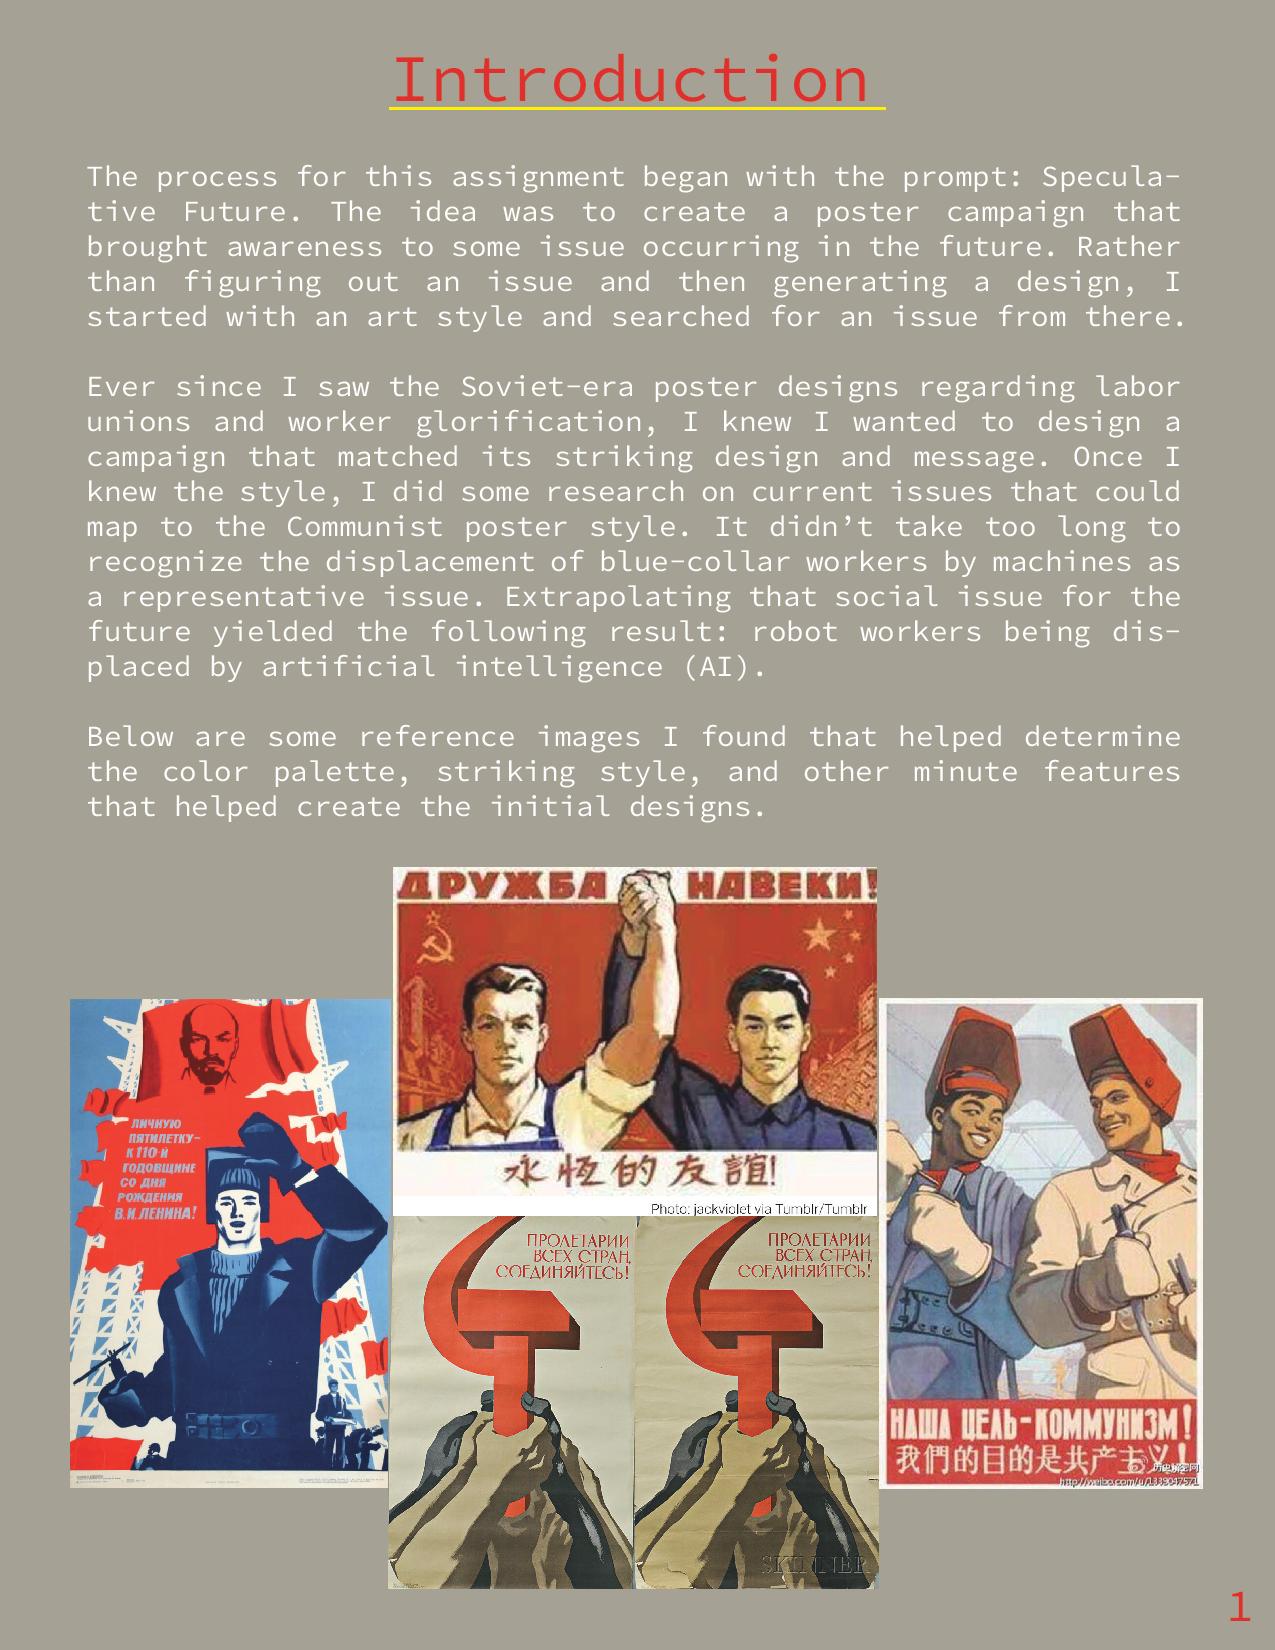 Introduction
The process for this assignment began with the prompt: Specula-
tive Future. The idea was to create a poster campaign that
brought awareness to some issue occurring in the future. Rather
than figuring out an issue and then generating a design, I
started with an art style and searched for an issue from there.
Ever since I saw the Soviet-era poster designs regarding labor
unions and worker glorification, I knew I wanted to design a
campaign that matched its striking design and message. Once I
knew the style, I did some research on current issues that could
map to the Communist poster style. It didn’t take too long to
recognize the displacement of blue-collar workers by machines as
a representative issue. Extrapolating that social issue for the
future yielded the following result: robot workers being dis-
placed by artificial intelligence (AI).
Below are some reference images I found that helped determine
the color palette, striking style, and other minute features
that helped create the initial designs.
ДРУЖБА НАВЕКИ!
永恆的友誼!
Photo: jackviolet via Tumblr/Tumblr
ЛИЧНУЮ
ПЯТИЛЕТКУ-
К 110-Й
ГОДОВЩИНЕ
СО ДНЯ
РОЖДЕНИЯ
В.И.ЛЕНИНА!
ПРОЛЕТАРИИ
ВСЕХ СТРАН,
СОЕДИНЯЙТЕСЬ!
ПРОЛЕТАРИИ
ВСЕХ СТРАН,
СОЕДИНЯЙТЕСЬ!
SKINNER
НАША ЦЕЛЬ-КОММУНИЗМ!
我們的目的是共产主义!
http://weibo.com/u/1339047571
1